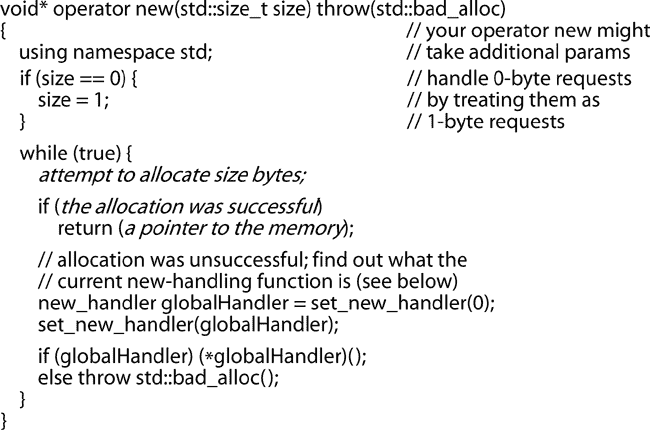 void* operator new(std::size_t size) throw(std::bad_alloc)
{ // your operator new might
using namespace std; // take additional params
if (size == 0) { // handle 0-byte requests
size = 1; // by treating them as
} // 1-byte requests
while (true) {
attempt to allocate size bytes;
if (the allocation was successful)
return (a pointer to the memory);
// allocation was unsuccessful; find out what the
// current new-handling function is (see below)
new_handler globalHandler = set_new_handler(0);
set_new_handler(globalHandler);
if (globalHandler) (*globalHandler)();
else throw std::bad_alloc();
}
}